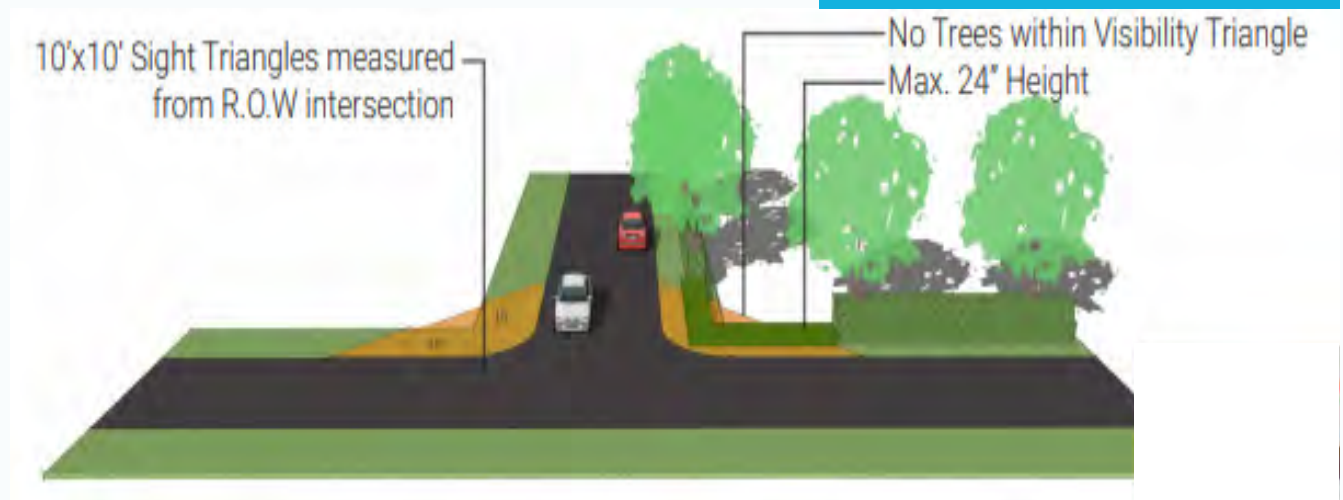 10'x10' Sight Triangles measured
from R.O.W intersection
No Trees within Visibility Triangle
Max. 24" Height